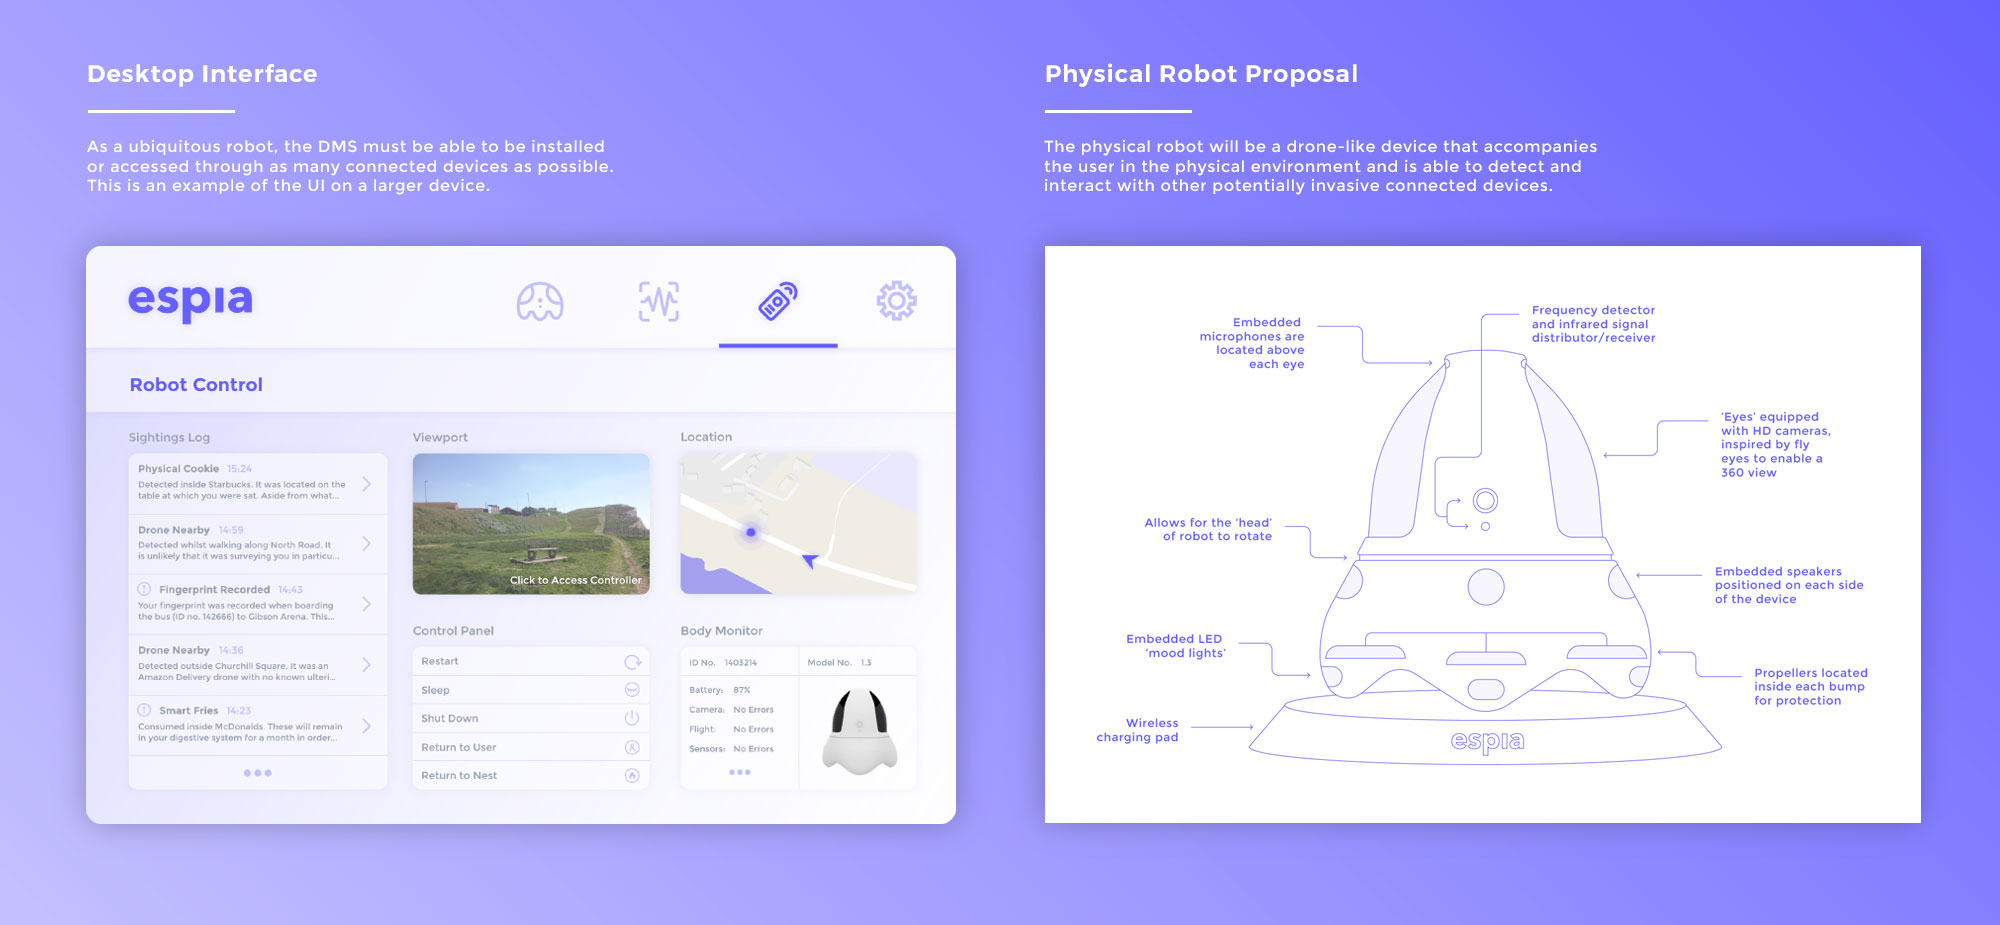 Desktop Interface
As a ubiquitous robot, the DMS must be able to be installed
or accessed through as many connected devices as possible.
This is an example of the UI on a larger device.
espia
Robot Control
Sightings Log
Physical Cookie 15:24
Detected inside Starbucks. It was located on the
table at which you were sat. Aside from what...
Drone Nearby 14:59
Detected whilst walking along North Road. It
is unlikely that it was surveying you in particu...
Fingerprint Recorded 14:43
Your fingerprint was recorded when boarding
the bus (ID no. 142666) to Gibson Arena. This...
Drone Nearby 14:36
Detected outside Churchill Square. It was an
Amazon Delivery drone with no known ulteri...
Smart Fries 14:23
Consumed inside McDonalds. These will remain
in your digestive system for a month in order...
Viewport
Click to Access Controller
Location
Control Panel
Restart
Sleep
Shut Down
Return to User
Return to Nest
Body Monitor
ID No. 1403214
Model No. 1.3
Battery: 87%
Camera: No Errors
Flight: No Errors
Sensors: No Errors
Physical Robot Proposal
The physical robot will be a drone-like device that accompanies
the user in the physical environment and is able to detect and
interact with other potentially invasive connected devices.
Embedded
microphones are
located above
each eye
Frequency detector
and infrared signal
distributor/receiver
'Eyes' equipped
with HD cameras,
inspired by fly
eyes to enable a
360 view
Allows for the 'head'
of robot to rotate
Embedded speakers
positioned on each side
of the device
Embedded LED
'mood lights'
Propellers located
inside each bump
for protection
Wireless
charging pad
espia